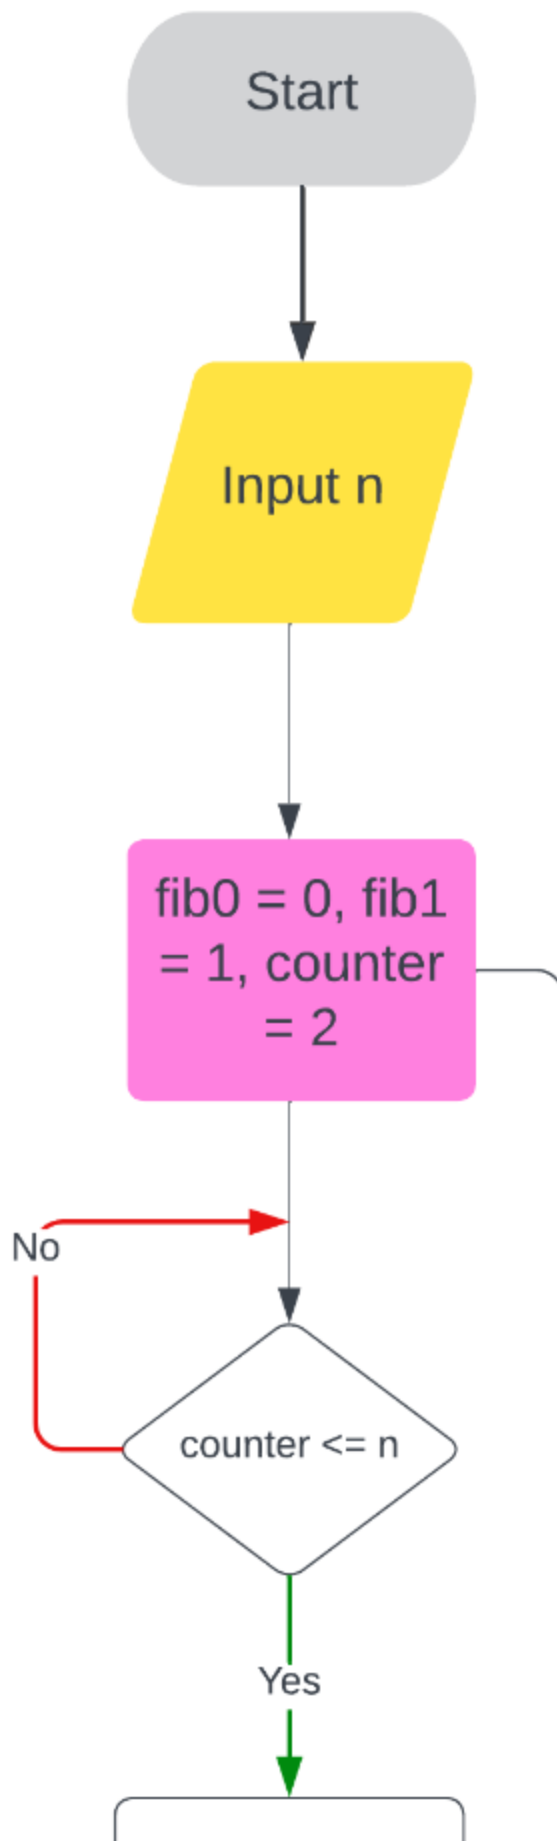 Start
Input n
fib0 = 0, fib1
= 1, counter
= 2
No
counter <= n
Yes